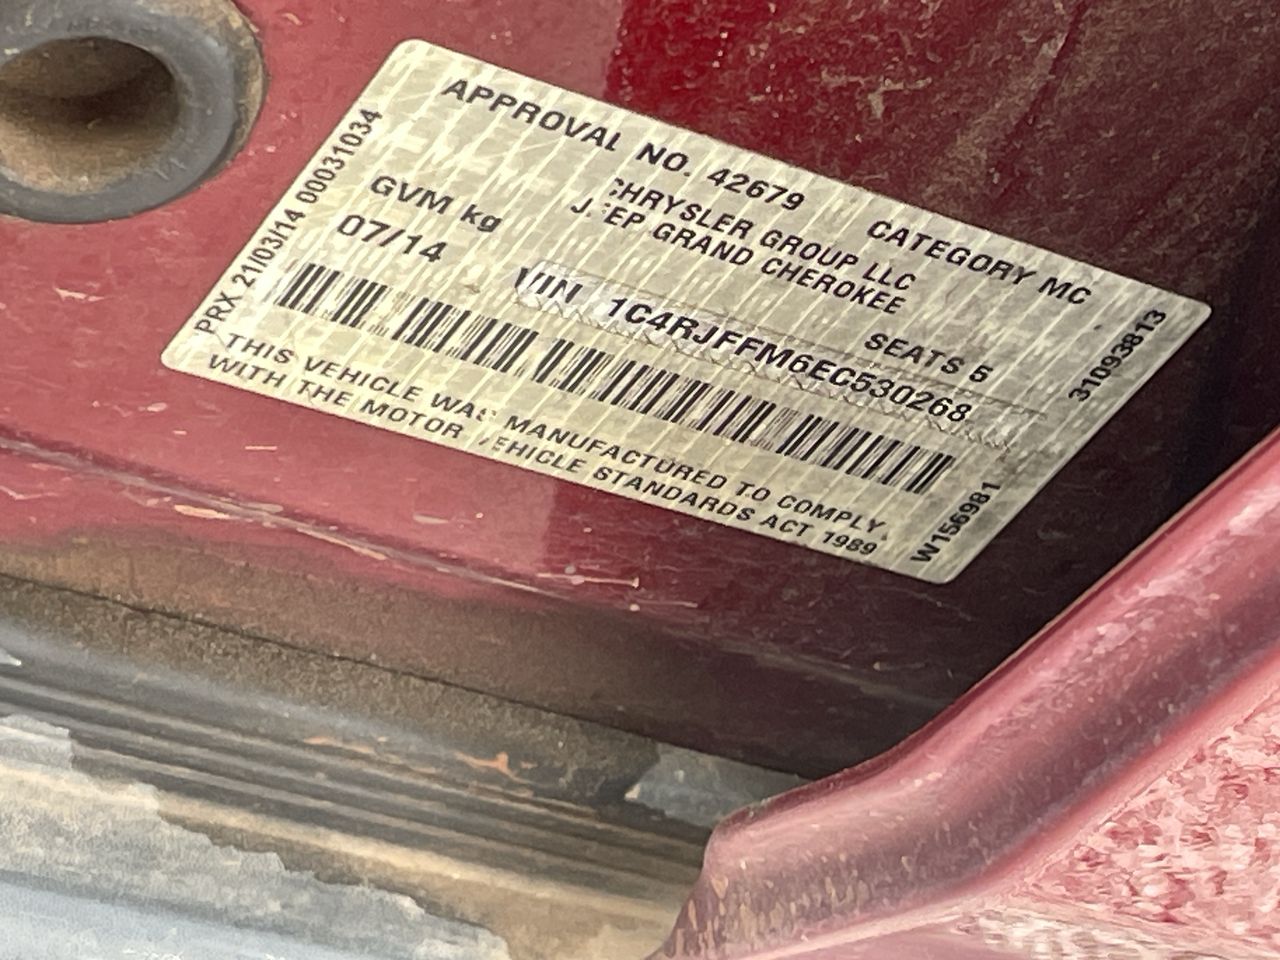 APPROVAL NO. 42679 CATEGORY MC
CHRYSLER GROUP LLC
GVM kg JEEP GRAND CHEROKEE
07/14 SEATS 5
VIN 1C4RJFFM6EC530268
THIS VEHICLE WAS MANUFACTURED TO COMPLY
WITH THE MOTOR VEHICLE STANDARDS ACT 1989
PRX 21/03/14 00031034
31093813
W156981